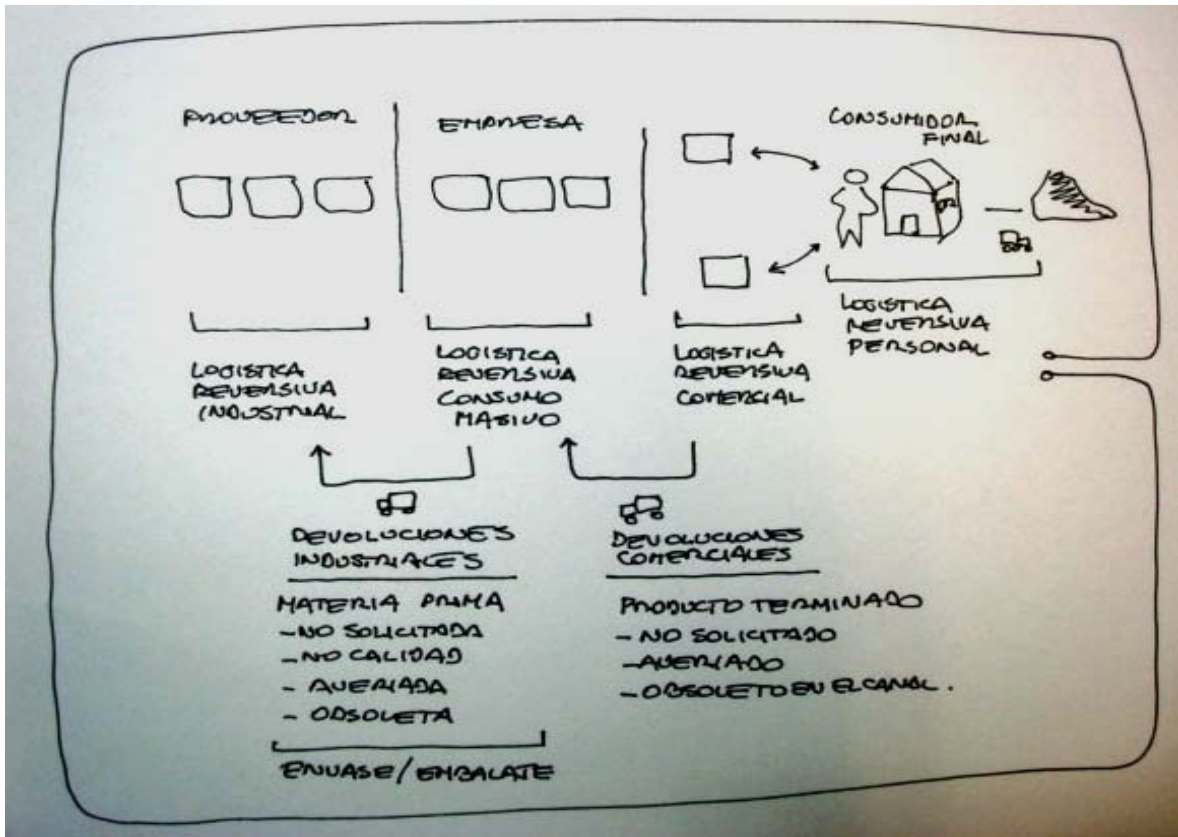 PROVEEDOR
EMPRESA
CONSUMIDOR
FINAL
LOGISTICA
REVERSIVA
INDUSTRIAL
LOGISTICA
REVERSIVA
CONSUMO
MASIVO
LOGISTICA
REVERSIVA
COMERCIAL
LOGISTICA
REVERSIVA
PERSONAL
DEVOLUCIONES
INDUSTRIALES
MATERIA PRIMA
- NO SOLICITADA
- NO CALIDAD
- AVERIADA
- OBSOLETA
ENVASE/EMBALATE
DEVOLUCIONES
COMERCIALES
PRODUCTO TERMINADO
- NO SOLICITADO
- AVERIADO
- OBSOLETO EN EL CANAL.